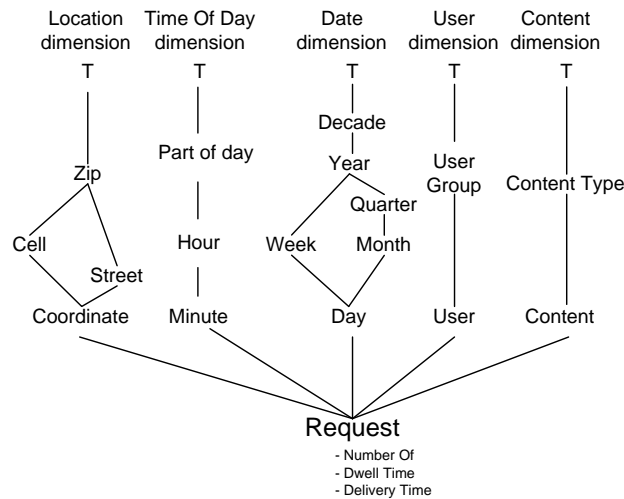 Location Time Of Day Date User Content
dimension dimension dimension dimension dimension
T T T T T
Decade
Part of day
Year
Zip
User
Group
Content Type
Quarter
Cell
Hour
Week Month
Street
Coordinate Minute Day User Content
Request
- Number Of
- Dwell Time
- Delivery Time